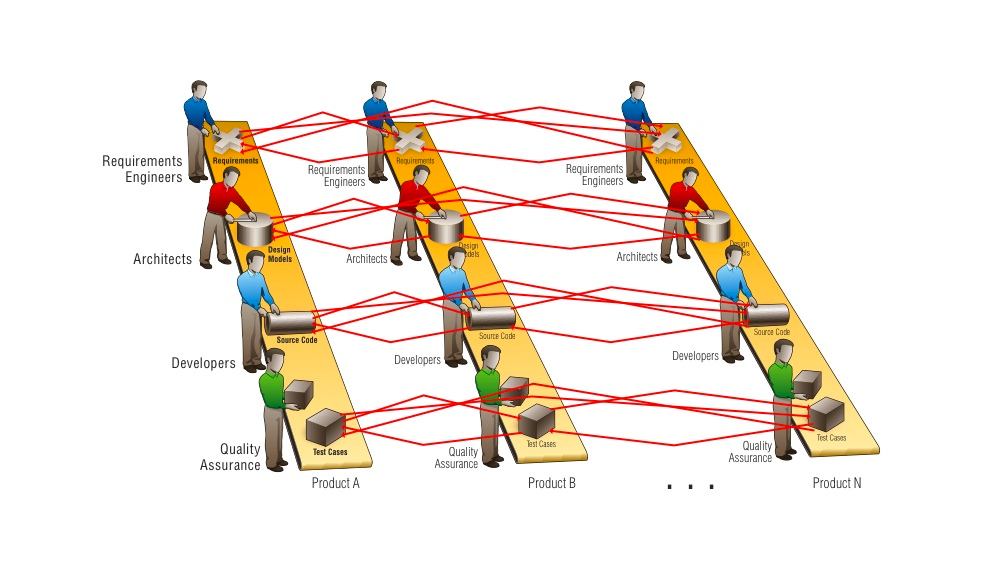 Requirements
Engineers
Requirements
Requirements
Engineers
Requirements
Requirements
Engineers
Requirements
Architects
Design
Models
Architects
Design
Architects
Design
Developers
Source Code
Developers
Source Code
Developers
Source Code
Quality
Assurance
Test Cases
Quality
Assurance
Test Cases
Quality
Assurance
Test Cases
Product A
Product B
. . .
Product N